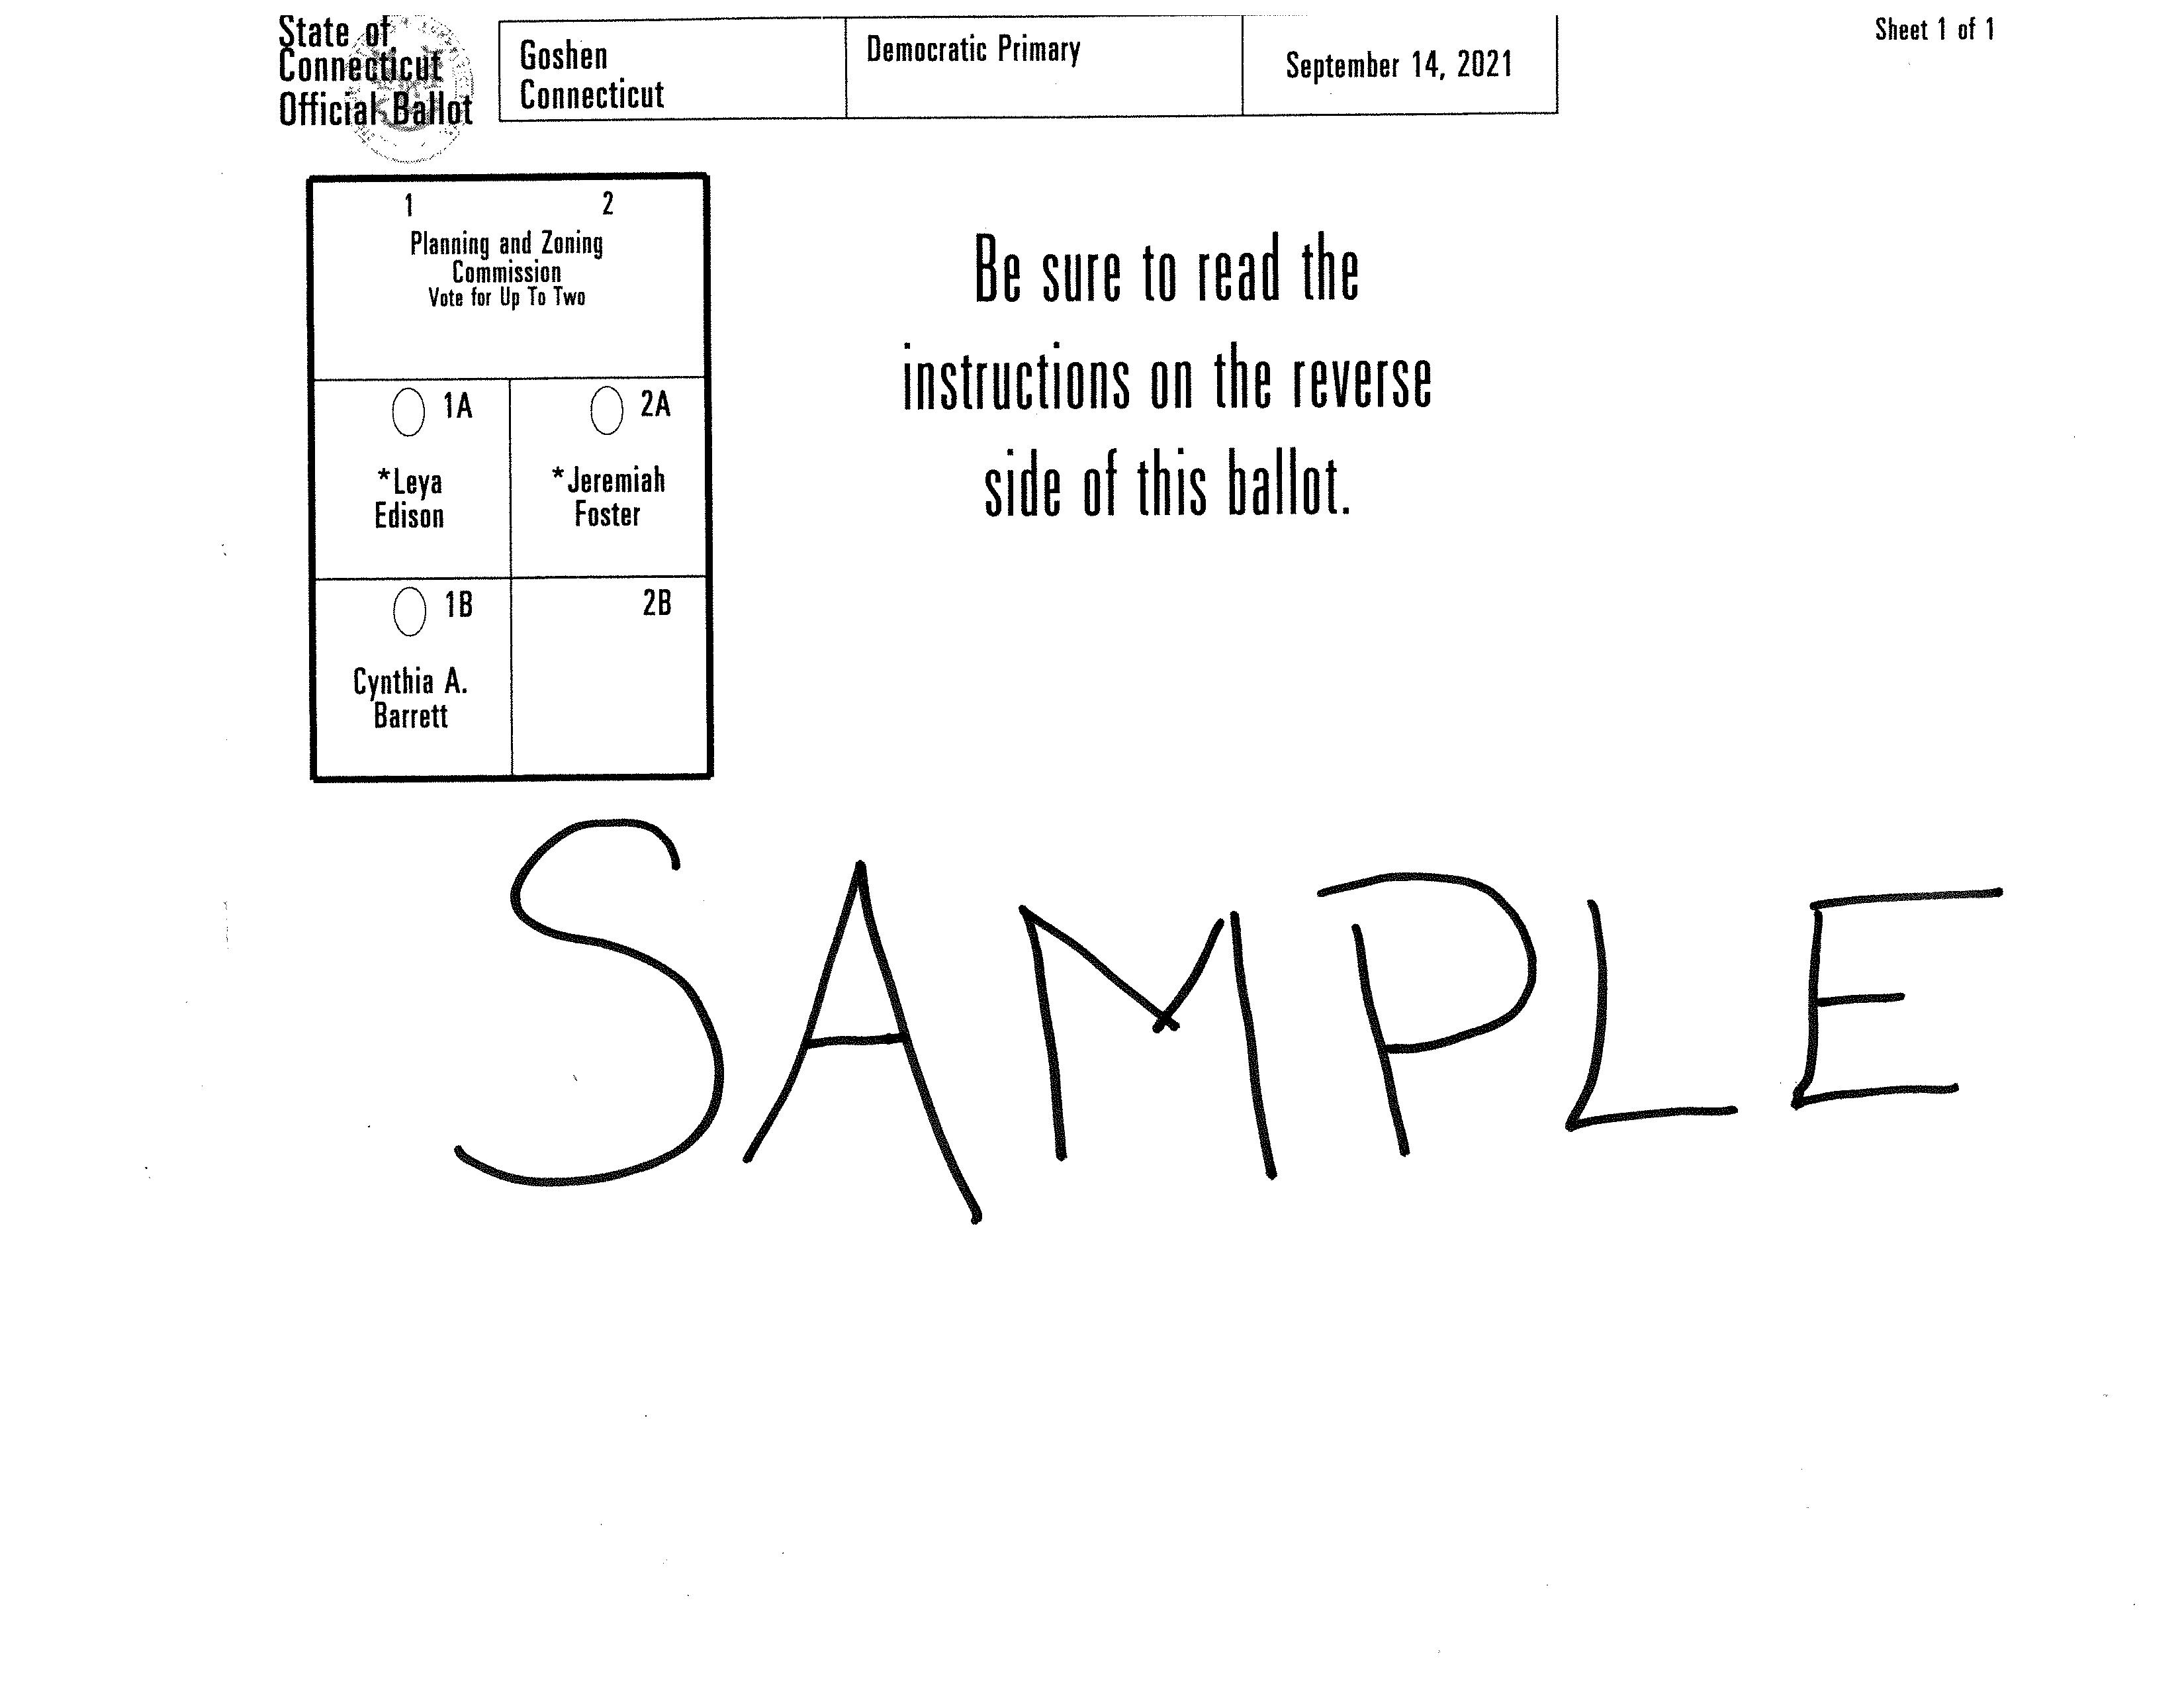 State of
Connecticut
Official Ballot
Goshen
Connecticut
Democratic Primary
September 14, 2021
Sheet 1 of 1
1 2
Planning and Zoning
Commission
Vote for Up To Two
1A
*Leya
Edison
2A
*Jeremiah
Foster
1B
Cynthia A.
Barrett
2B
Be sure to read the
instructions on the reverse
side of this ballot.
SAMPLE